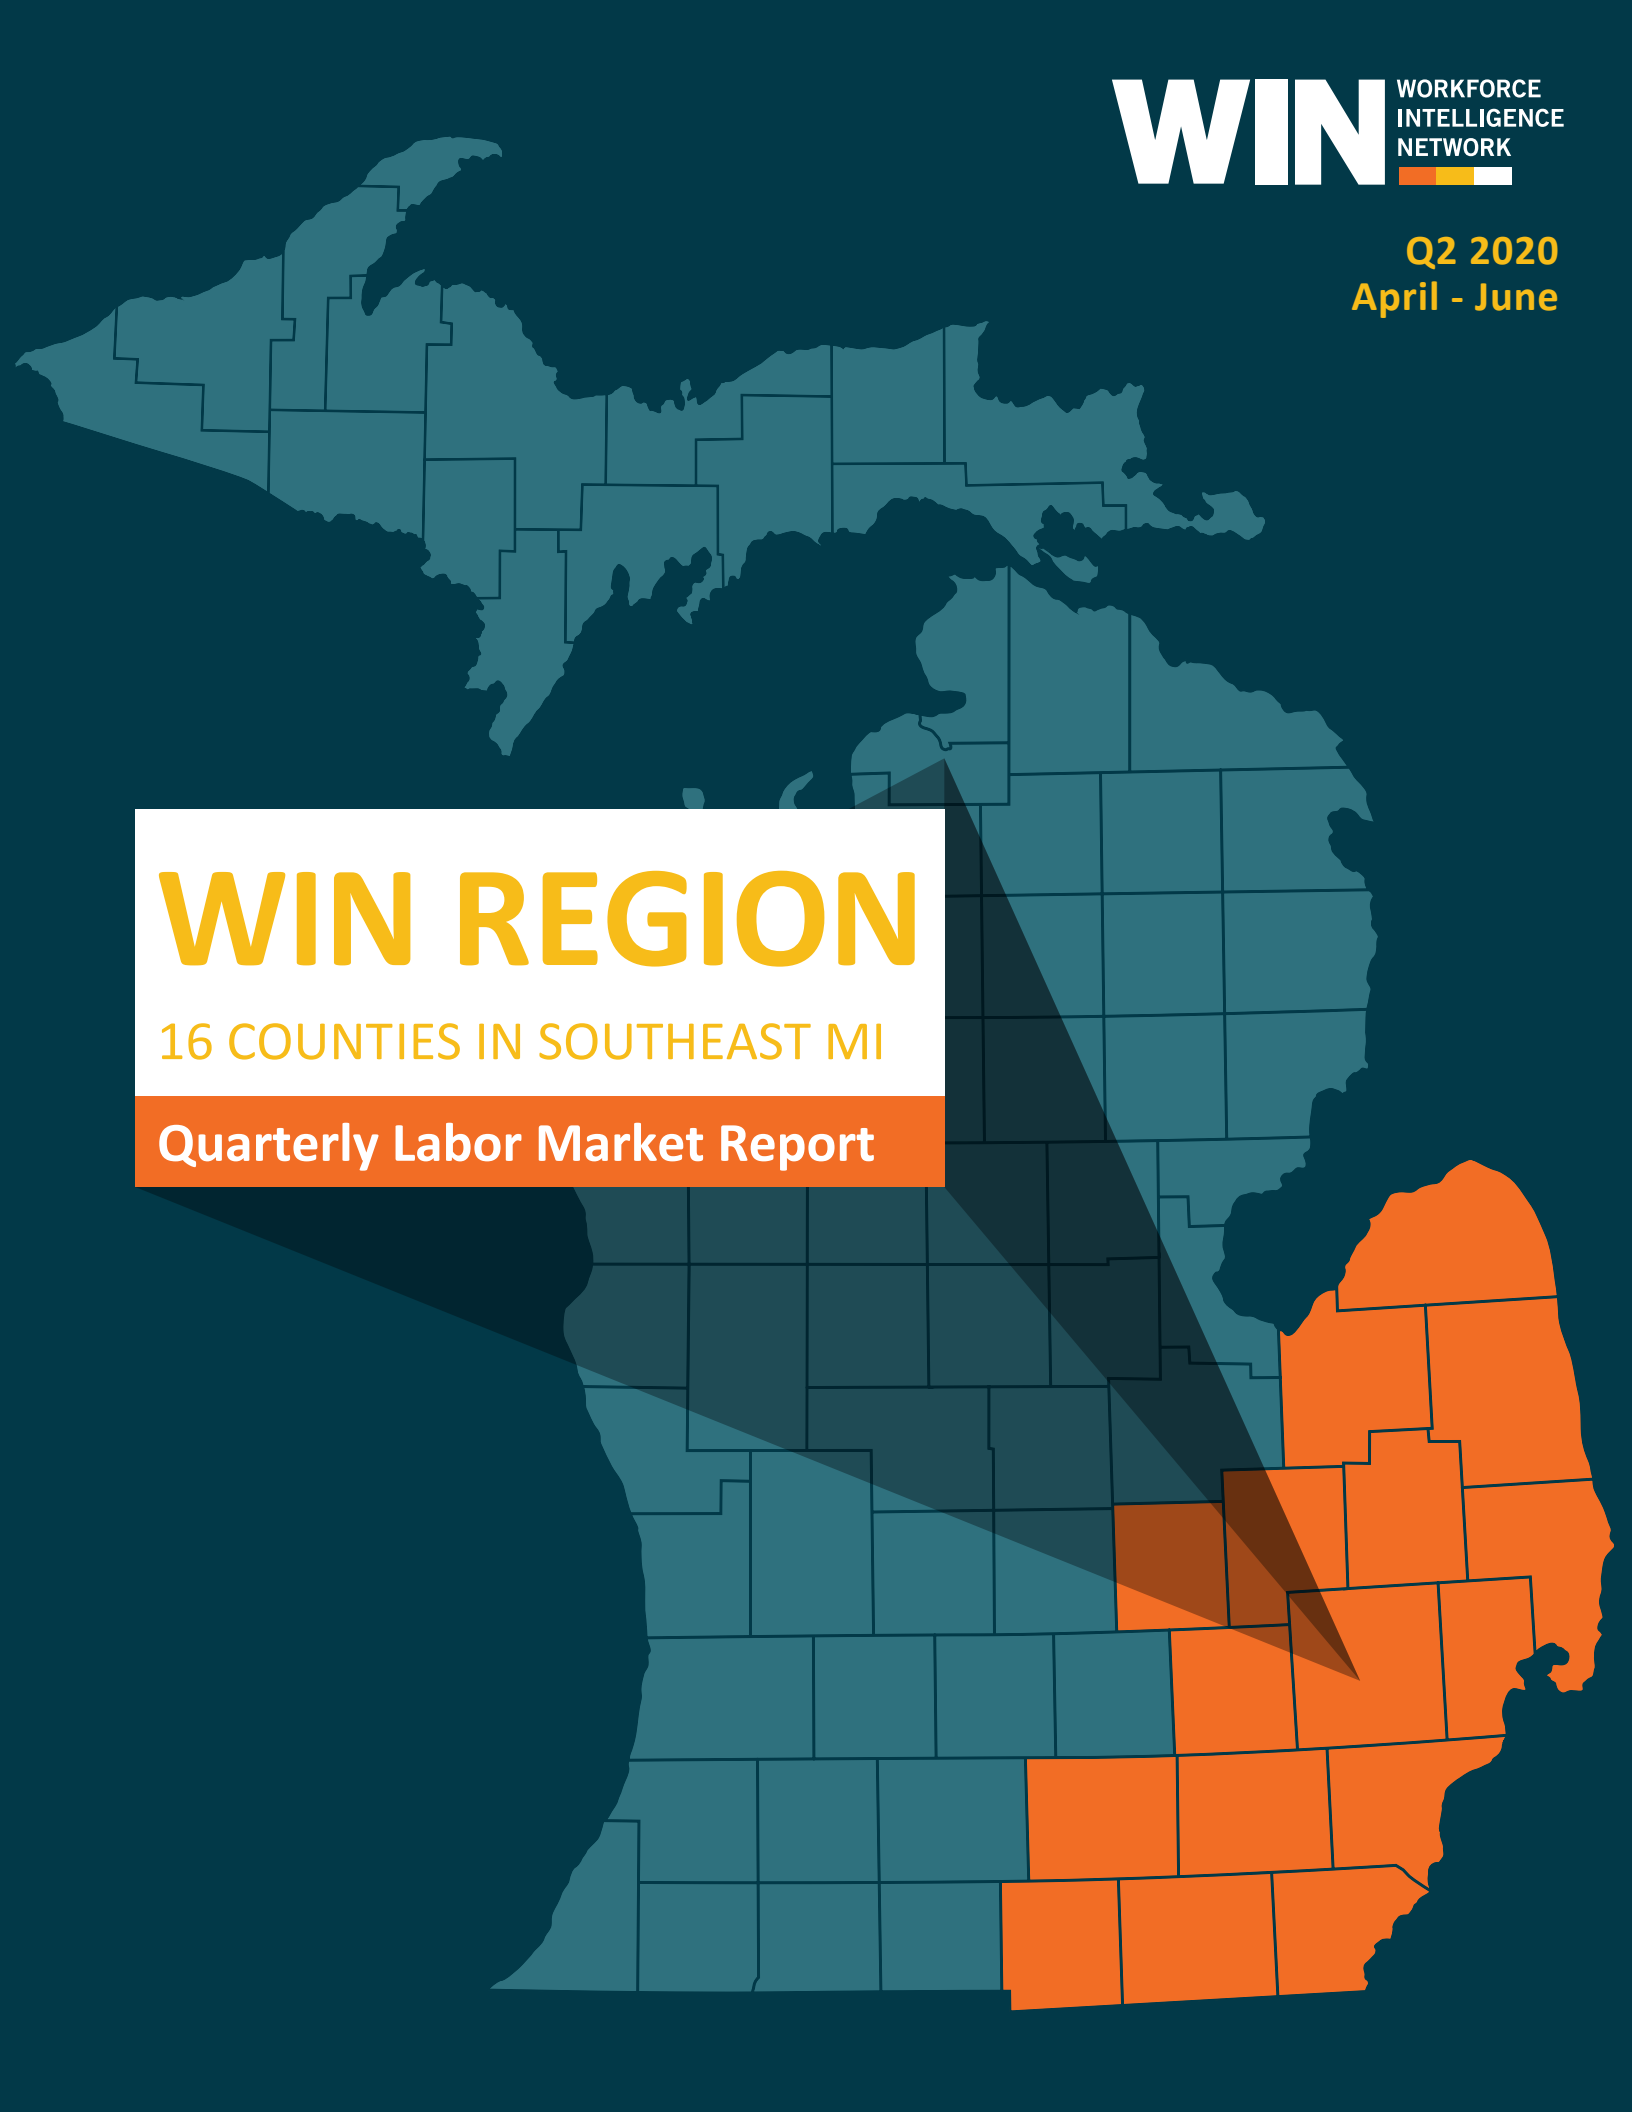 WIN
WORKFORCE
INTELLIGENCE
NETWORK
Q2 2020
April - June
WIN REGION
16 COUNTIES IN SOUTHEAST MI
Quarterly Labor Market Report